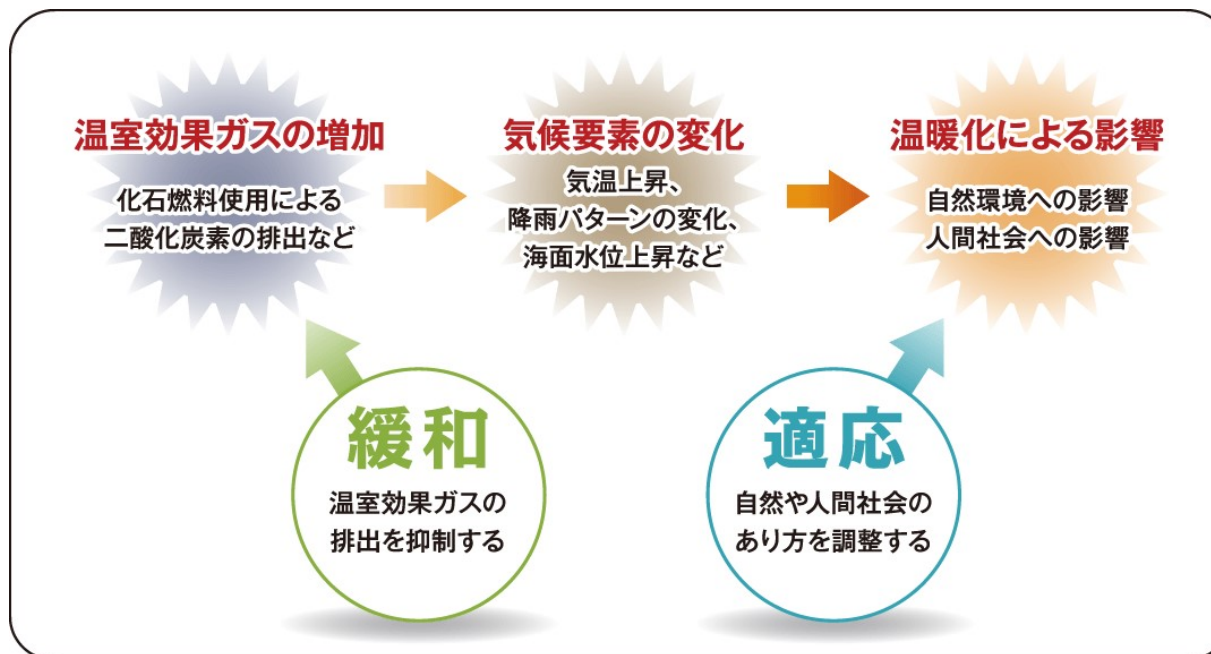 温室効果ガスの増加
化石燃料使用による
二酸化炭素の排出など
気候要素の変化
気温上昇、
降雨パターンの変化、
海面水位上昇など
温暖化による影響
自然環境への影響
人間社会への影響
緩和
温室効果ガスの
排出を抑制する
適応
自然や人間社会の
あり方を調整する